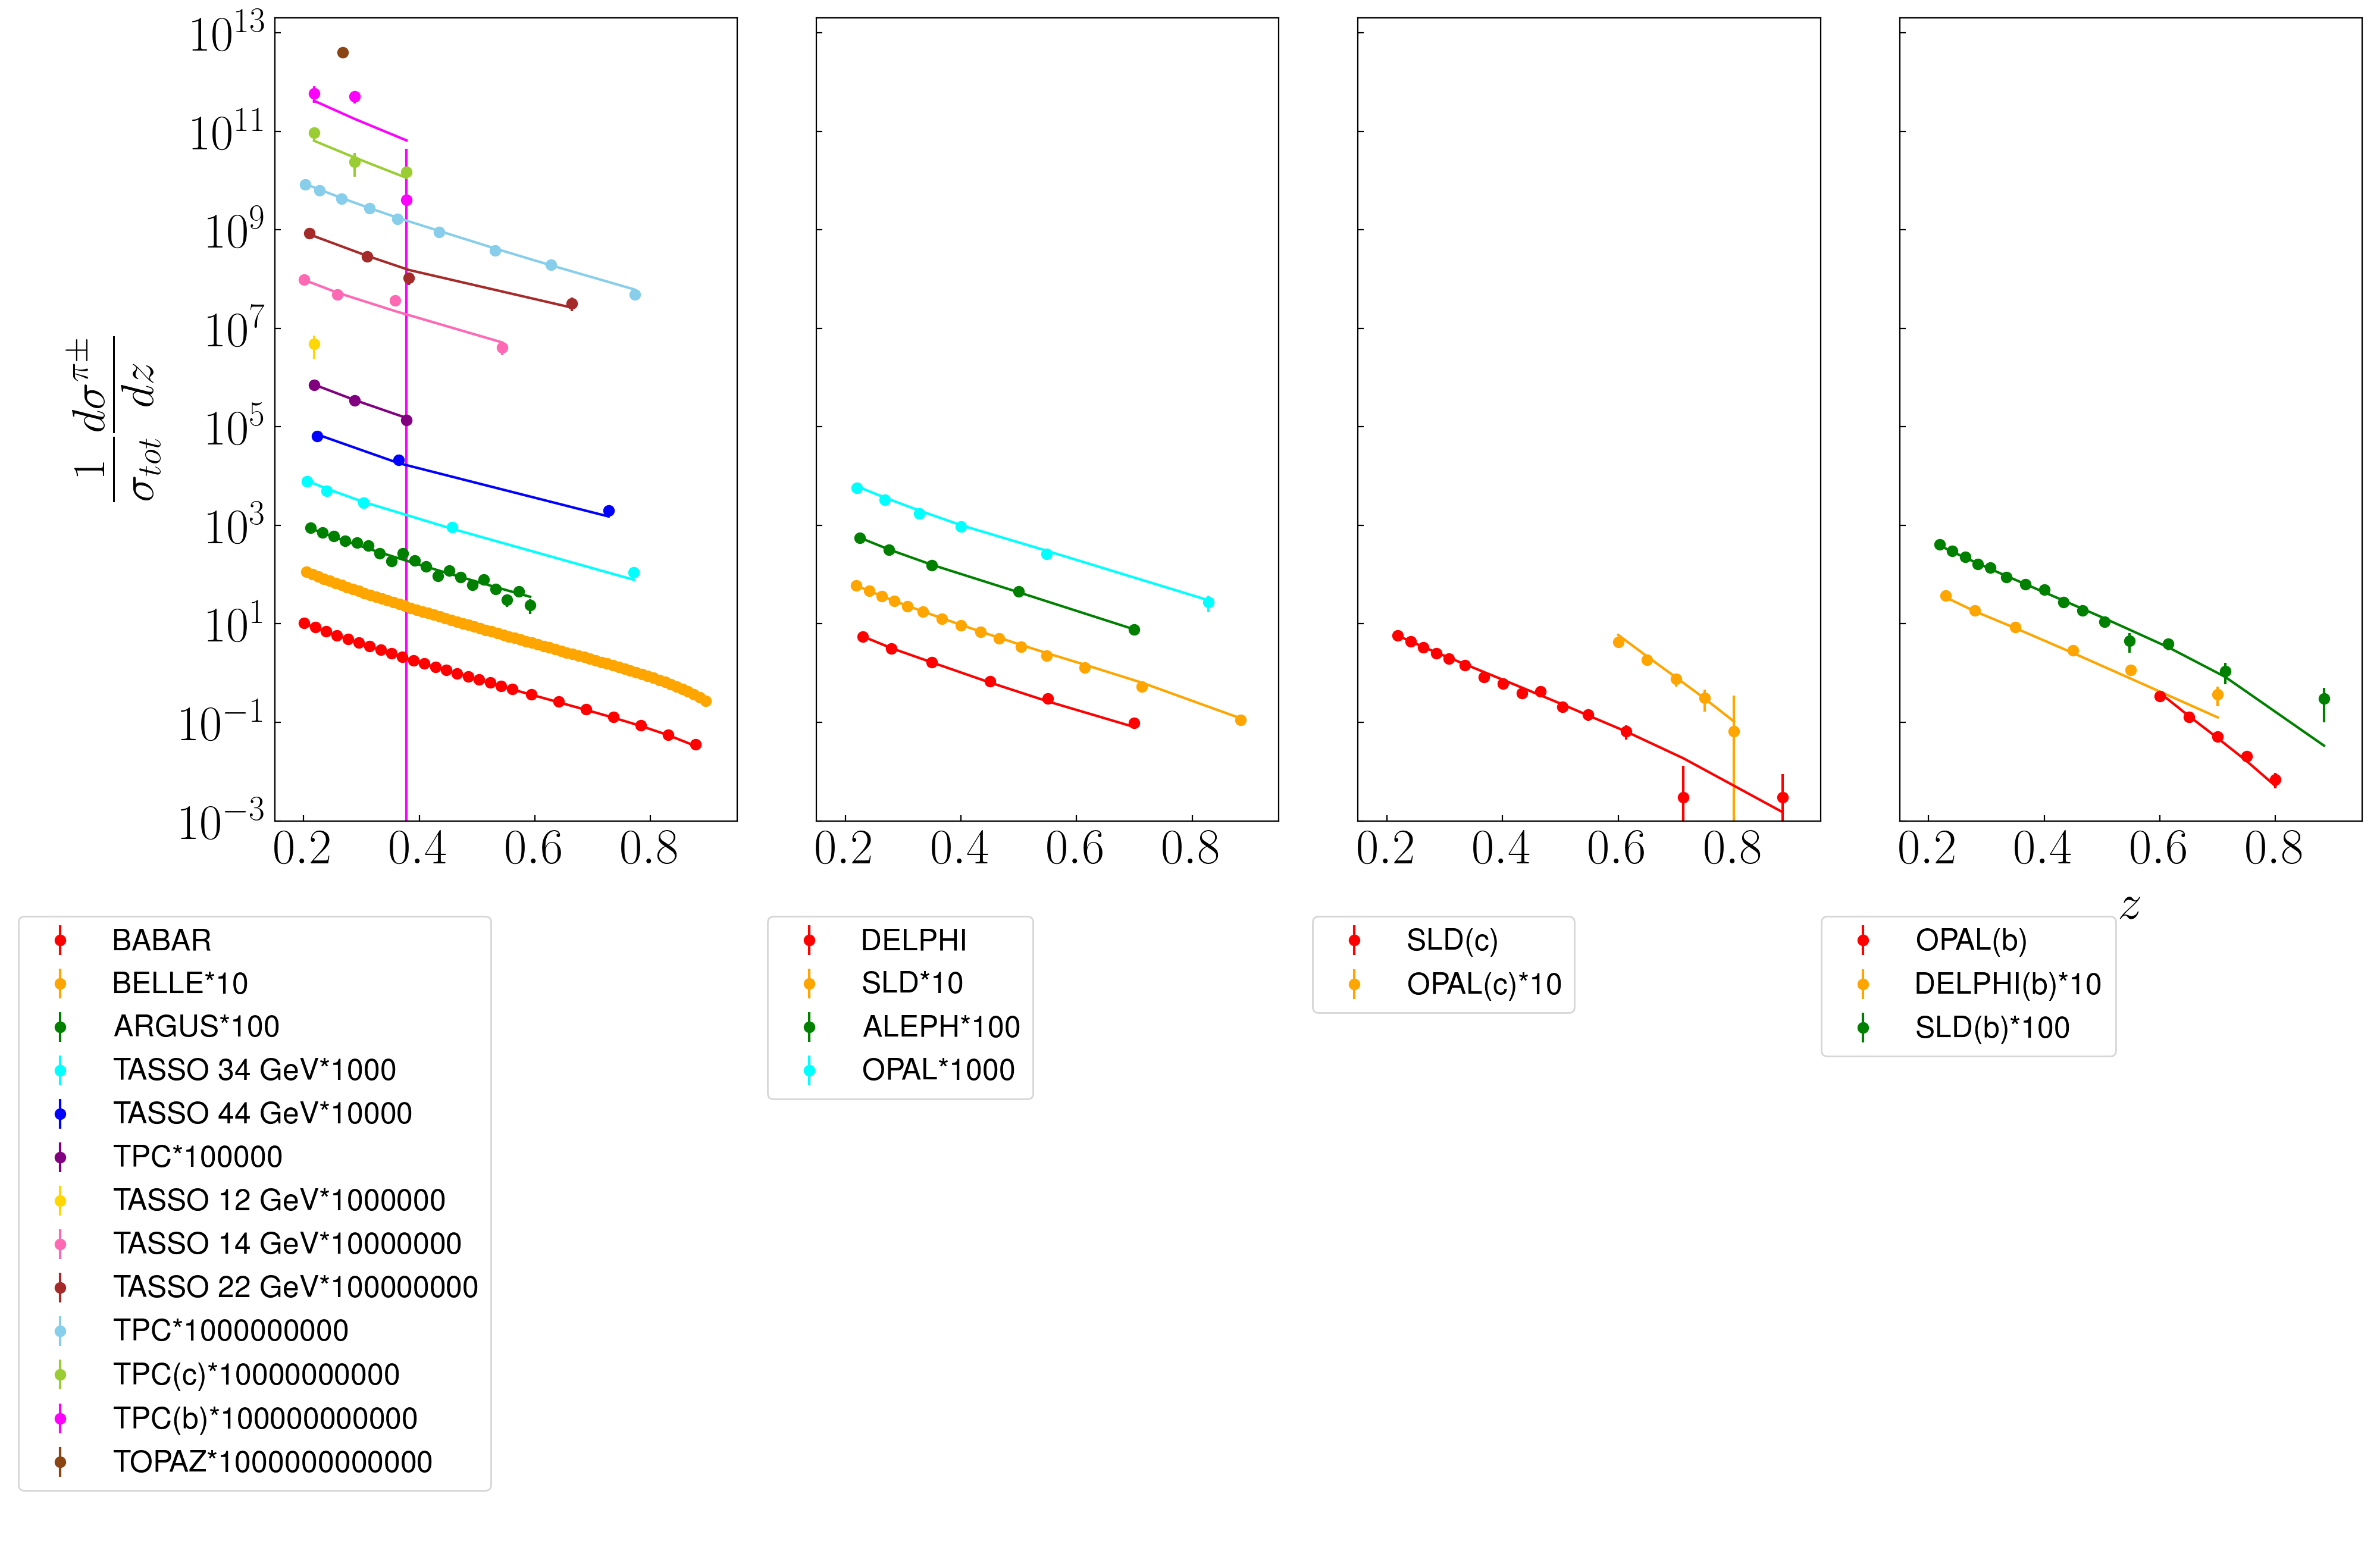 10^13
10^11
10^9
10^7
10^5
10^3
10^1
10^−1
10^−3
1/σ_tot dσ^π±/dz
0.2 0.4 0.6 0.8
0.2 0.4 0.6 0.8
0.2 0.4 0.6 0.8
0.2 0.4 0.6 0.8
z
BABAR
BELLE*10
ARGUS*100
TASSO 34 GeV*1000
TASSO 44 GeV*10000
TPC*100000
TASSO 12 GeV*1000000
TASSO 14 GeV*10000000
TASSO 22 GeV*100000000
TPC*1000000000
TPC(c)*10000000000
TPC(b)*100000000000
TOPAZ*1000000000000
DELPHI
SLD*10
ALEPH*100
OPAL*1000
SLD(c)
OPAL(c)*10
OPAL(b)
DELPHI(b)*10
SLD(b)*100